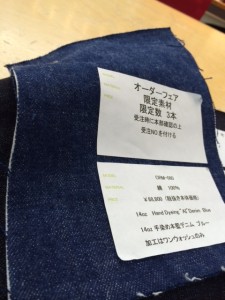 オーダーフェア
限定素材
限定数 3本
受注時に本部確認の上
受注NO.を付ける
綿 100%
14oz Hand Dyeing
Denim Blue
14oz 手染め本藍デニム ブルー
加工はワンウォッシュのみ